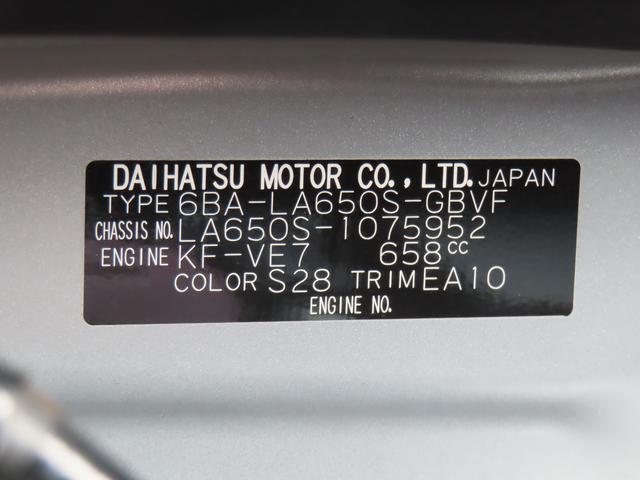 DAIHATSU MOTOR CO., LTD. JAPAN
TYPE 6BA-LA650S-GBVF
CHASSIS NO. LA650S-1075952
ENGINE KF-VE7 658cc
COLOR S28 TRIM EA10
ENGINE NO.